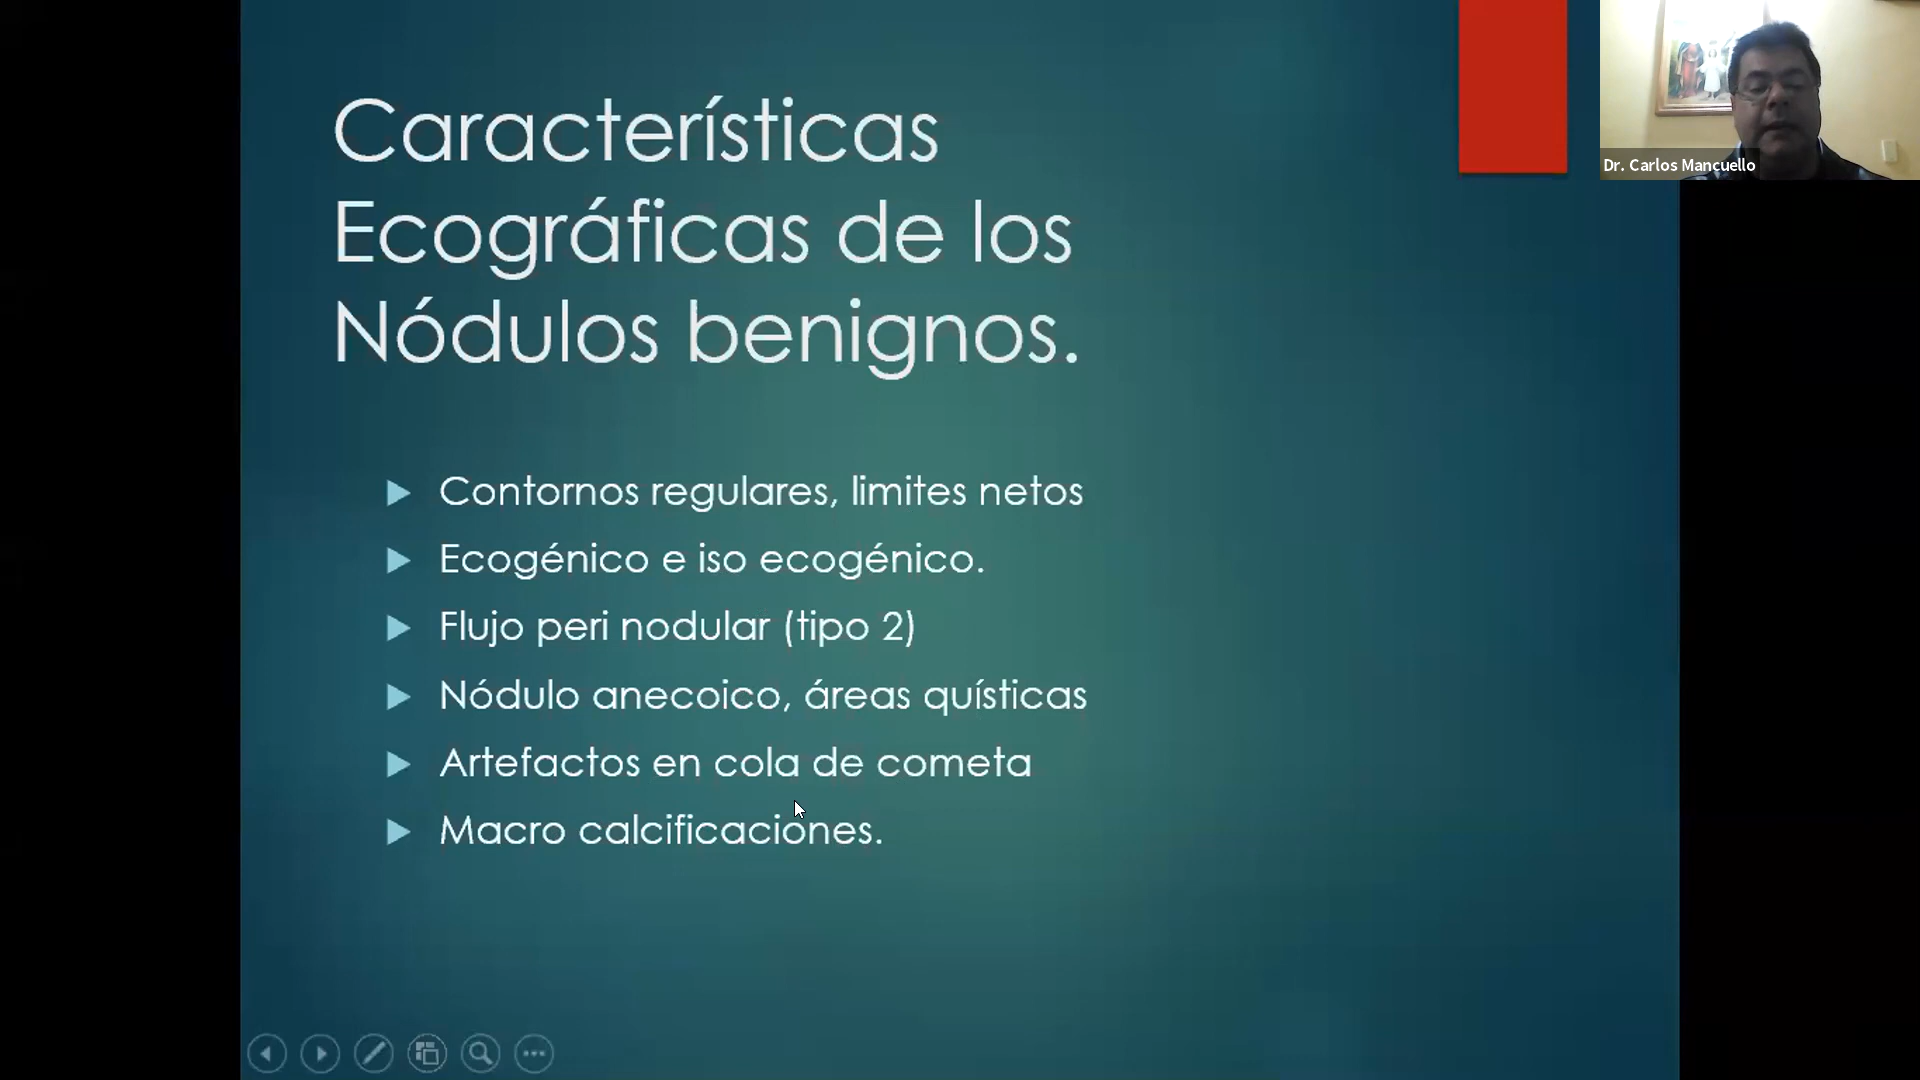 Características
Ecográficas de los
Nódulos benignos.
Contornos regulares, limites netos
Ecogénico e iso ecogénico.
Flujo peri nodular (tipo 2)
Nódulo anecoico, áreas quísticas
Artefactos en cola de cometa
Macro calcificaciones.
Dr. Carlos Mancuello